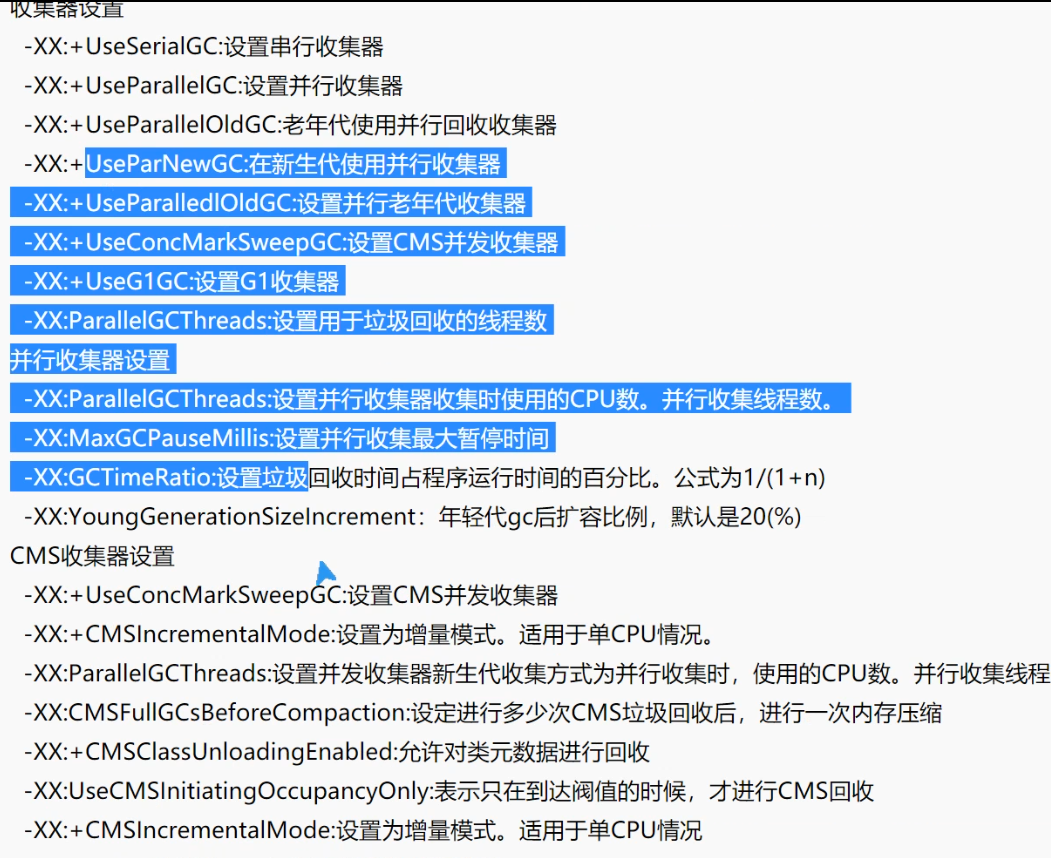 收集器设置
-XX:+UseSerialGC:设置串行收集器
-XX:+UseParallelGC:设置并行收集器
-XX:+UseParallelOldGC:老年代使用并行回收收集器
-XX:+UseParNewGC:在新生代使用并行收集器
-XX:+UseParalledlOldGC:设置并行老年代收集器
-XX:+UseConcMarkSweepGC:设置CMS并发收集器
-XX:+UseG1GC:设置G1收集器
-XX:ParallelGCThreads:设置用于垃圾回收的线程数
并行收集器设置
-XX:ParallelGCThreads:设置并行收集器收集时使用的CPU数。并行收集线程数。
-XX:MaxGCPauseMillis:设置并行收集最大暂停时间
-XX:GCTimeRatio:设置垃圾回收时间占程序运行时间的百分比。公式为1/(1+n)
-XX:YoungGenerationSizeIncrement：年轻代gc后扩容比例，默认是20(%)
CMS收集器设置
-XX:+UseConcMarkSweepGC:设置CMS并发收集器
-XX:+CMSIncrementalMode:设置为增量模式。适用于单CPU情况。
-XX:ParallelGCThreads:设置并发收集器新生代收集方式为并行收集时，使用的CPU数。并行收集线程
-XX:CMSFullGCsBeforeCompaction:设定进行多少次CMS垃圾回收后，进行一次内存压缩
-XX:+CMSClassUnloadingEnabled:允许对类元数据进行回收
-XX:UseCMSInitiatingOccupancyOnly:表示只在到达阀值的时候，才进行CMS回收
-XX:+CMSIncrementalMode:设置为增量模式。适用于单CPU情况